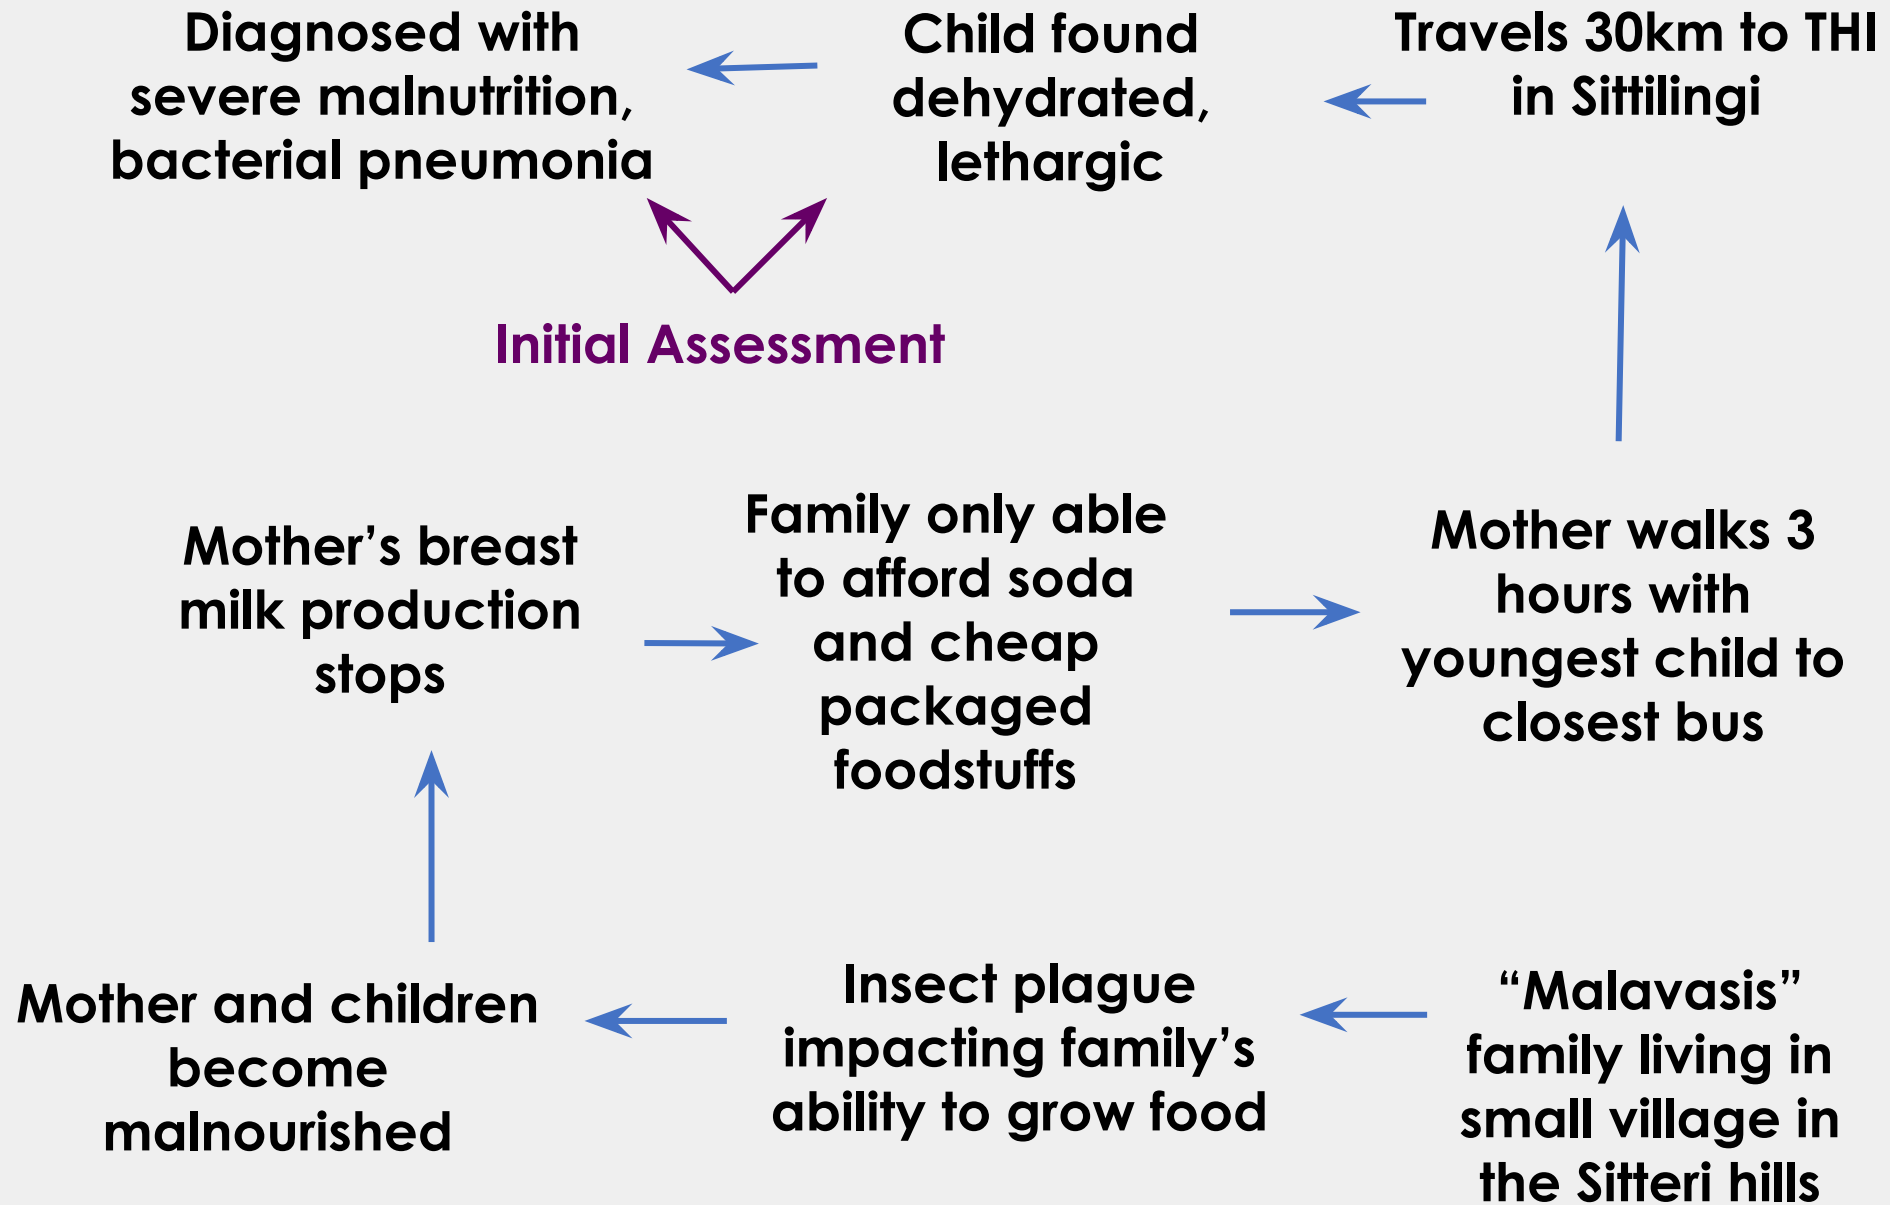 Diagnosed with
severe malnutrition,
bacterial pneumonia
Child found
dehydrated,
lethargic
Travels 30km to THI
in Sittilingi
Initial Assessment
Mother’s breast
milk production
stops
Family only able
to afford soda
and cheap
packaged
foodstuffs
Mother walks 3
hours with
youngest child to
closest bus
Mother and children
become
malnourished
Insect plague
impacting family’s
ability to grow food
“Malavasis”
family living in
small village in
the Sitteri hills